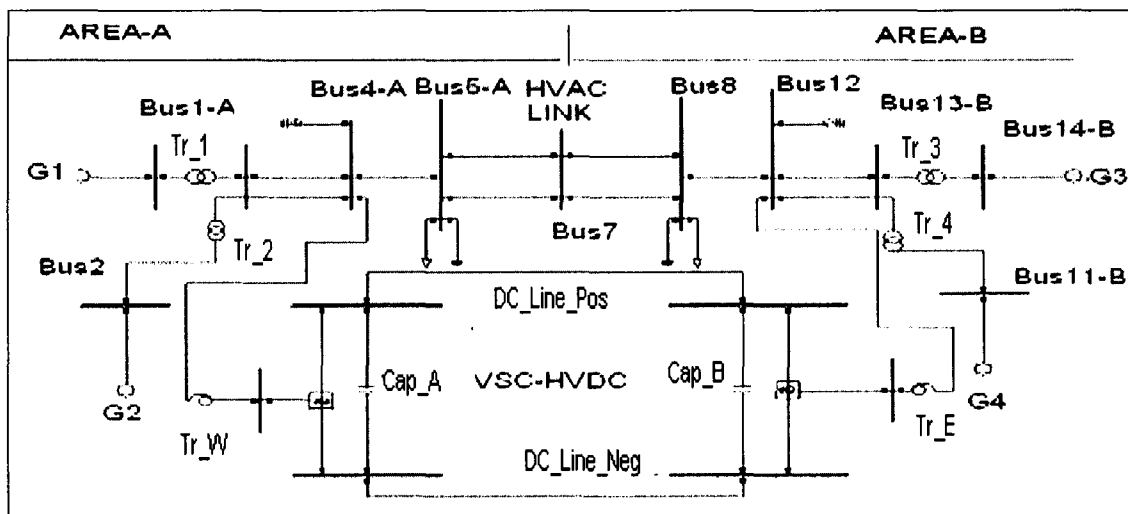 AREA-A
AREA-B
Bus1-A
Bus4-A
Bus5-A
HVAC
LINK
Bus8
Bus12
Bus13-B
Bus14-B
G1
Tr_1
Tr_3
G3
Tr_2
Bus7
Tr_4
Bus2
Bus11-B
DC_Line_Pos
Cap_A
VSC-HVDC
Cap_B
G2
G4
Tr_W
Tr_E
DC_Line_Neg